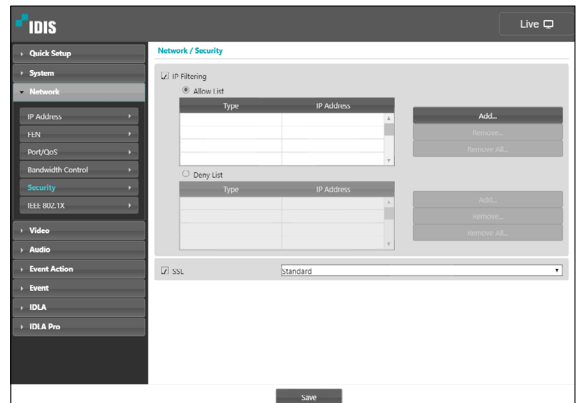 IDIS
Live
Quick Setup
System
Network
IP Address
FEN
Port/QoS
Bandwidth Control
Security
IEEE 802.1X
Video
Audio
Event Action
Event
IDLA
IDLA Pro
Network / Security
IP Filtering
Allow List
Type IP Address
Add...
Remove...
Remove All...
Deny List
Type IP Address
Add...
Remove...
Remove All...
SSL Standard
Save